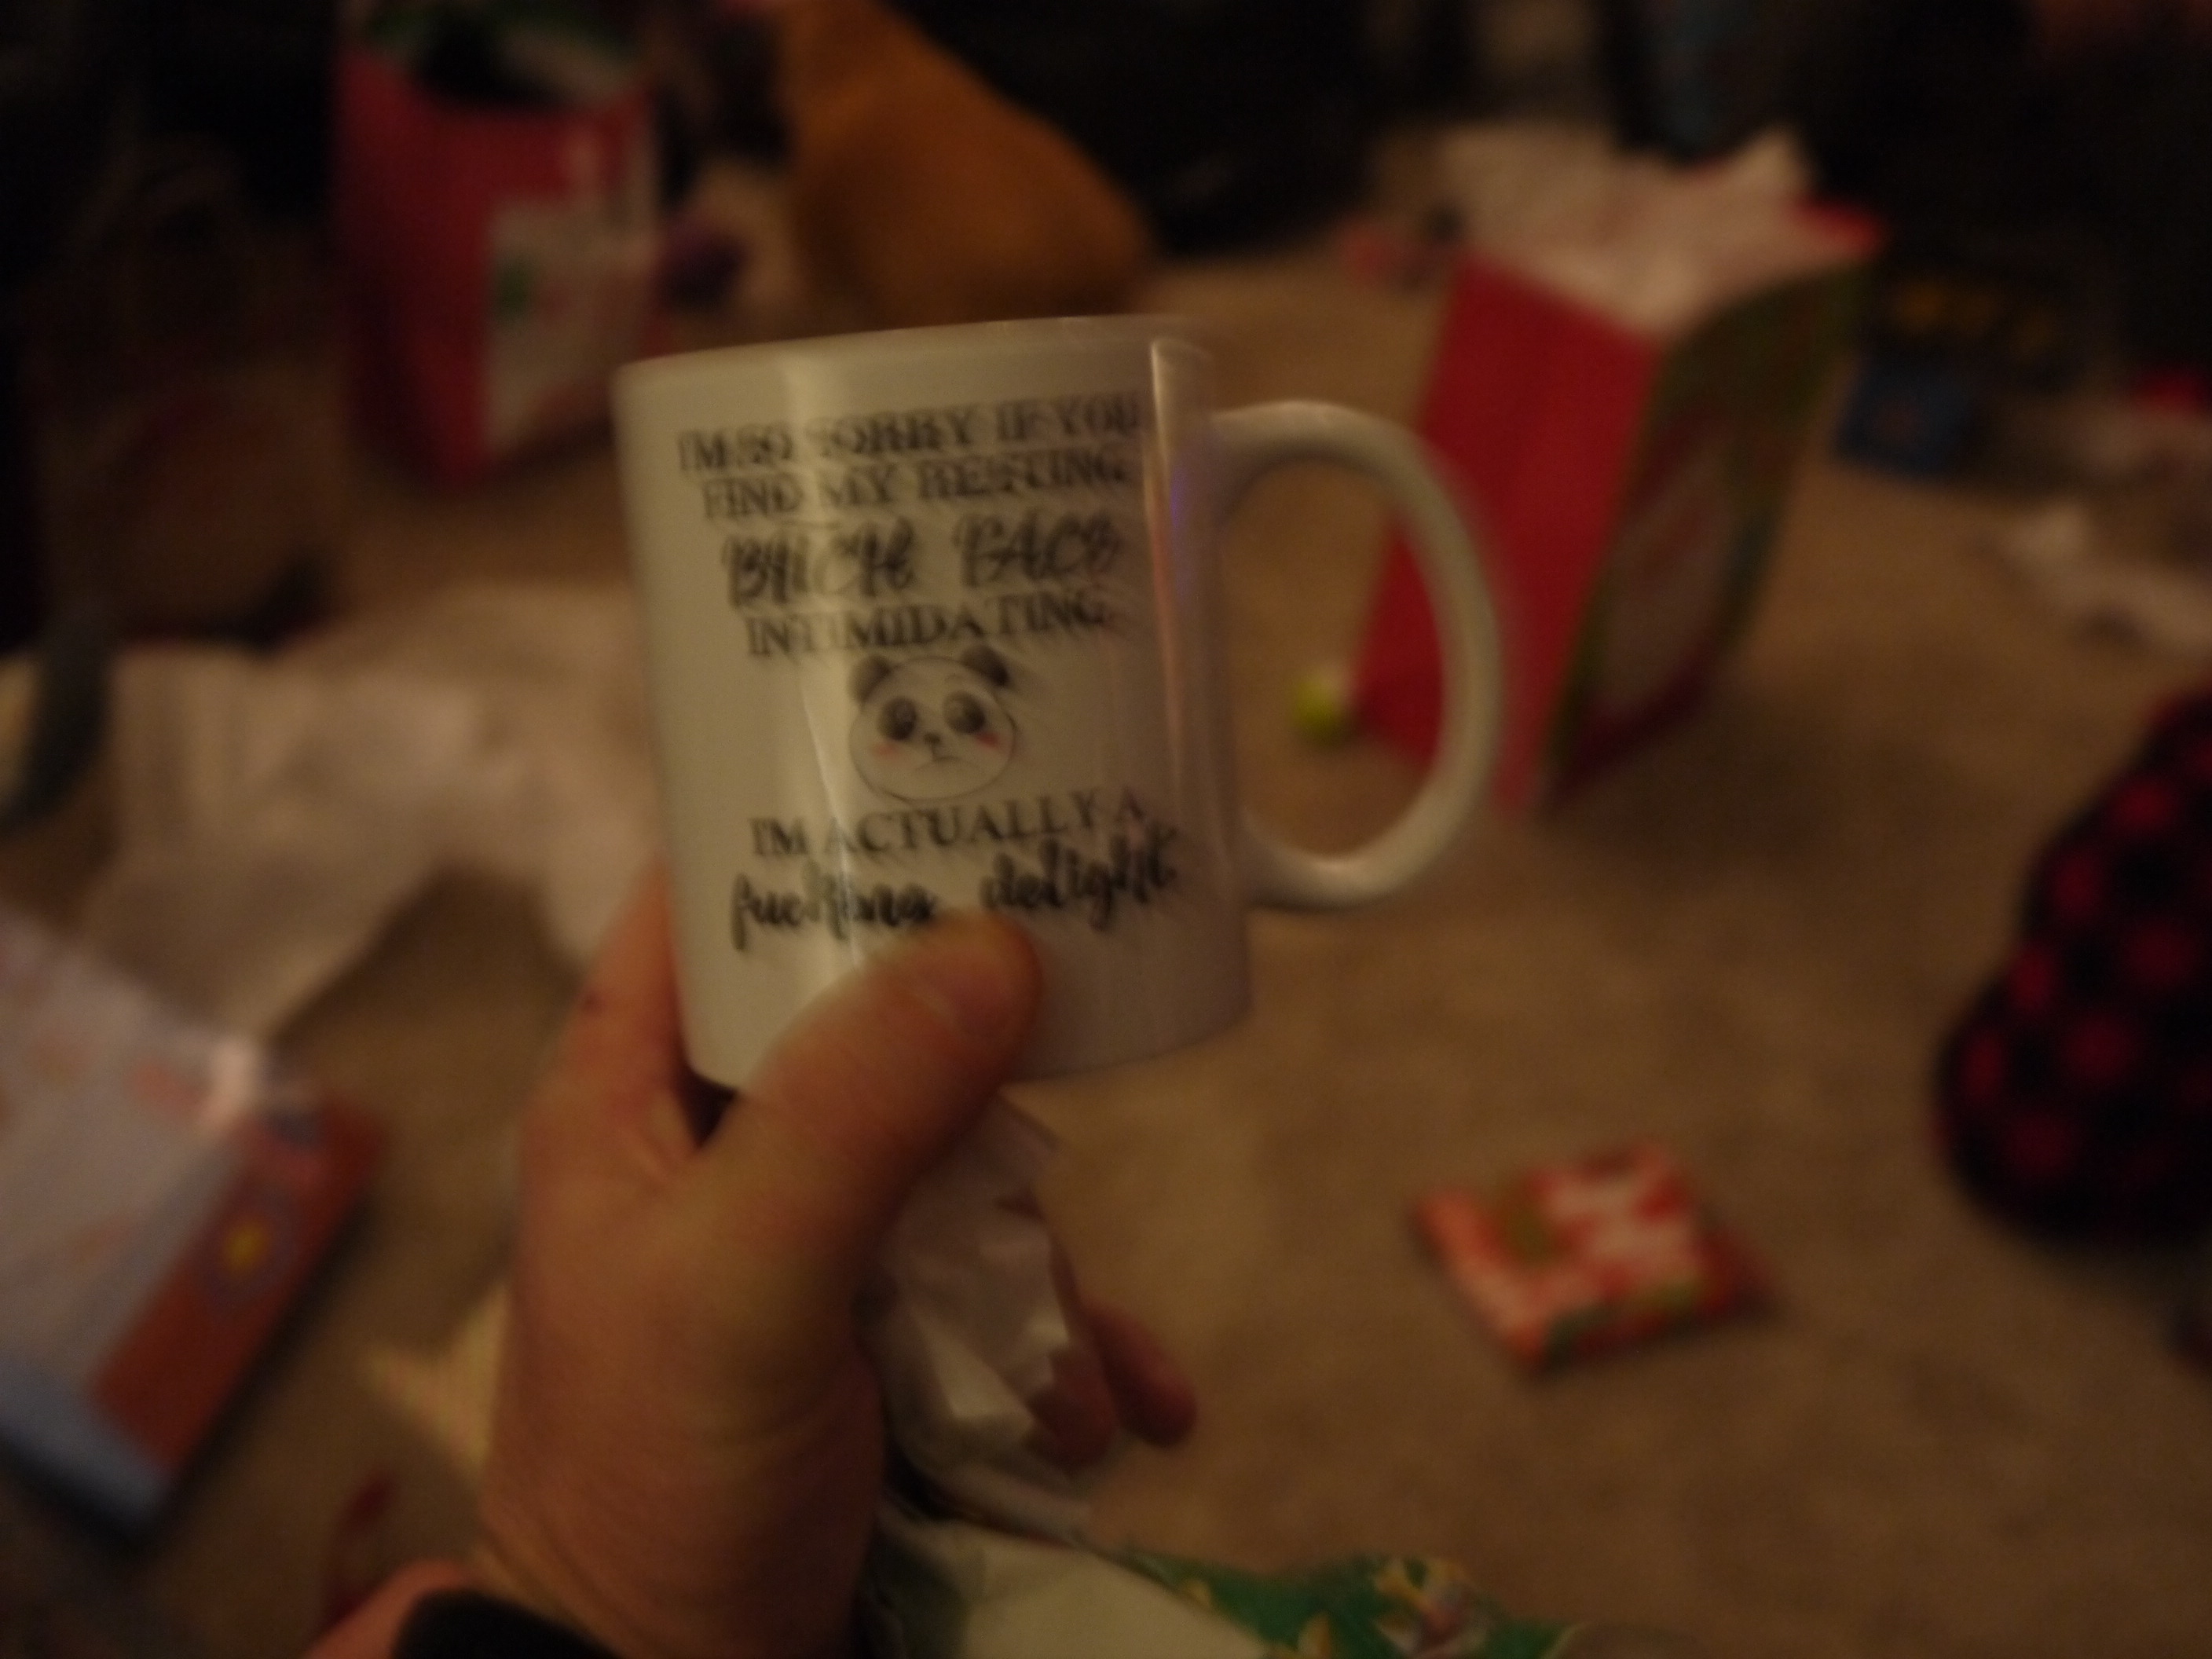 I'M SO SORRY IF YOU
FIND MY RESTING
BITCH FACE
INTIMIDATING
I'M ACTUALLY A
fucking delight